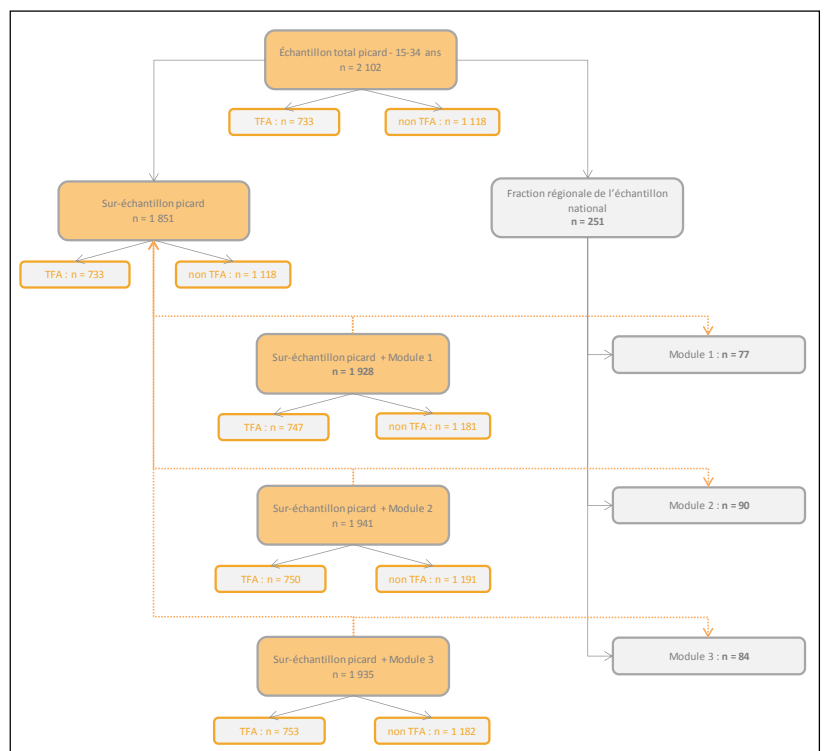 Échantillon total picard - 15-34 ans
n = 2 102
TFA : n = 733
non TFA : n = 1 118
Sur-échantillon picard
n = 1 851
Fraction régionale de l'échantillon
national
n = 251
TFA : n = 733
non TFA : n = 1 118
Sur-échantillon picard + Module 1
n = 1 928
Module 1 : n = 77
TFA : n = 747
non TFA : n = 1 181
Sur-échantillon picard + Module 2
n = 1 941
Module 2 : n = 90
TFA : n = 750
non TFA : n = 1 191
Sur-échantillon picard + Module 3
n = 1 935
Module 3 : n = 84
TFA : n = 753
non TFA : n = 1 182